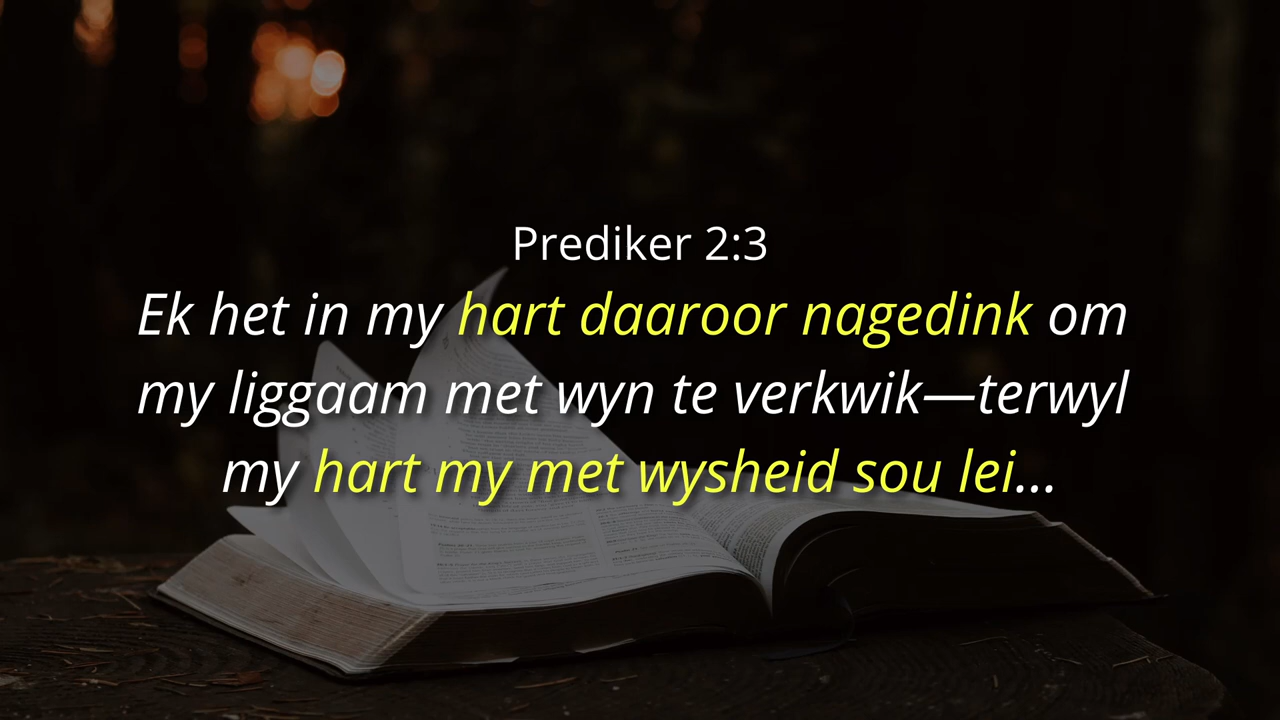 Prediker 2:3
Ek het in my hart daaroor nagedink om
my liggaam met wyn te verkwik—terwyl
my hart my met wysheid sou lei...